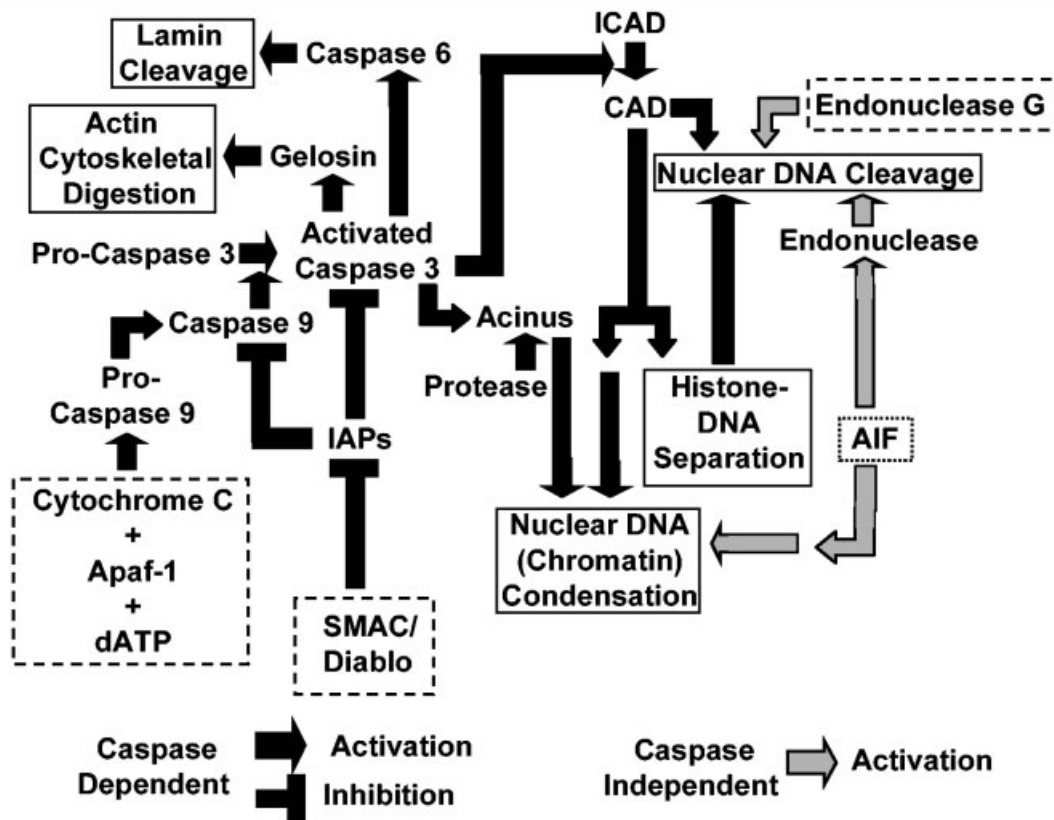 ICAD
Lamin
Cleavage
Caspase 6
CAD
Endonuclease G
Actin
Cytoskeletal
Digestion
Gelosin
Nuclear DNA Cleavage
Pro-Caspase 3
Activated
Caspase 3
Endonuclease
Caspase 9
Acinus
Pro-
Caspase 9
Protease
Histone-
DNA
Separation
IAPs
AIF
Cytochrome C
+
Apaf-1
+
dATP
Nuclear DNA
(Chromatin)
Condensation
SMAC/
Diablo
Caspase
Dependent
Activation
Inhibition
Caspase
Independent
Activation